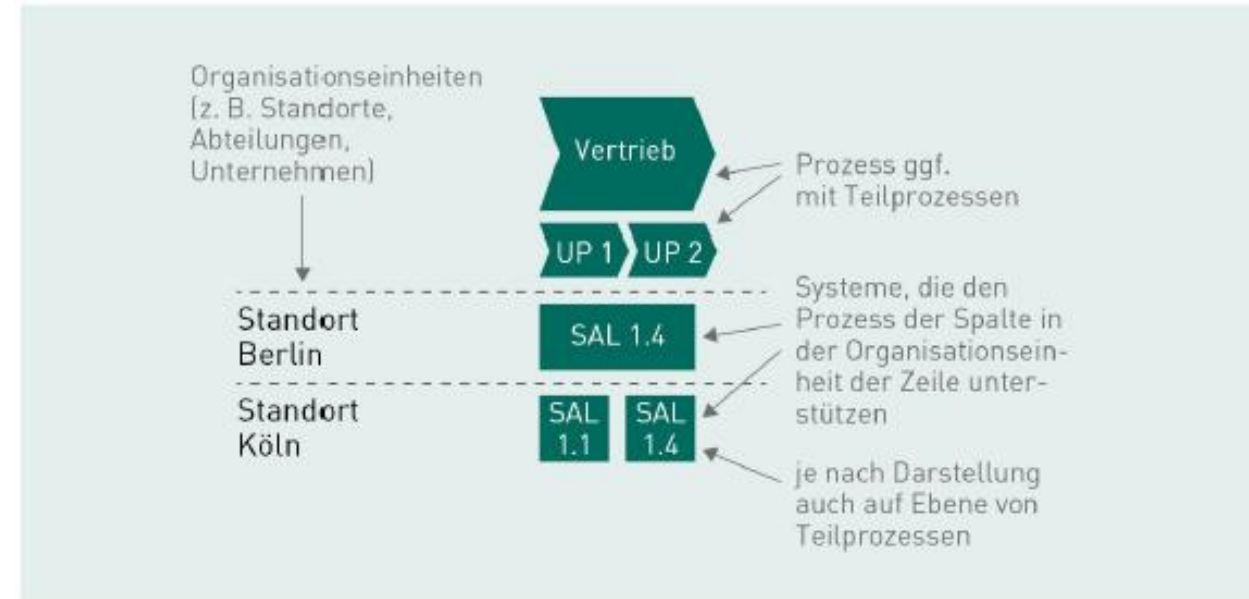 Organisationseinheiten
(z. B. Standorte,
Abteilungen,
Unternehmen)
Vertrieb
Prozess ggf.
mit Teilprozessen
UP 1
UP 2
Standort
Berlin
SAL 1.4
Systeme, die den
Prozess der Spalte in
der Organisationsein-
heit der Zeile unter-
stützen
Standort
Köln
SAL
1.1
SAL
1.4
je nach Darstellung
auch auf Ebene von
Teilprozessen